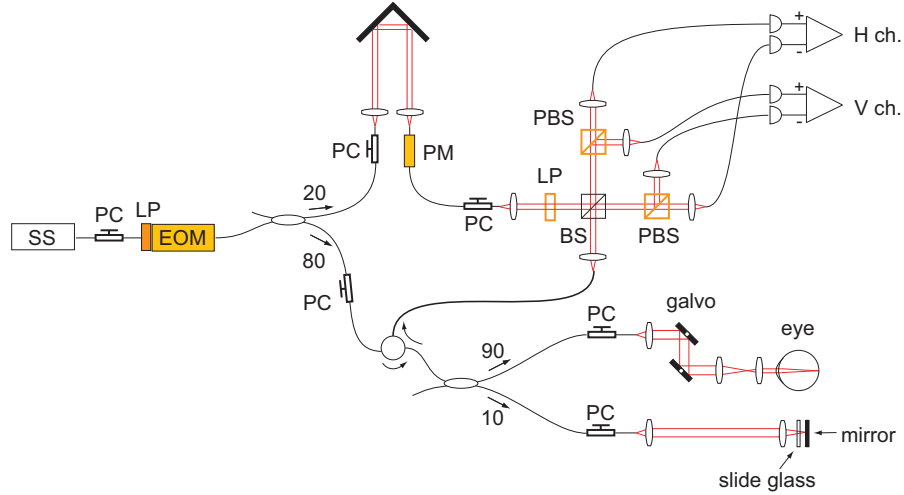 +
H ch.
-
+
V ch.
-
PBS
PC
PM
LP
20
PC
LP
PC
BS
PBS
SS
EOM
80
PC
galvo
PC
eye
90
10
PC
mirror
slide glass